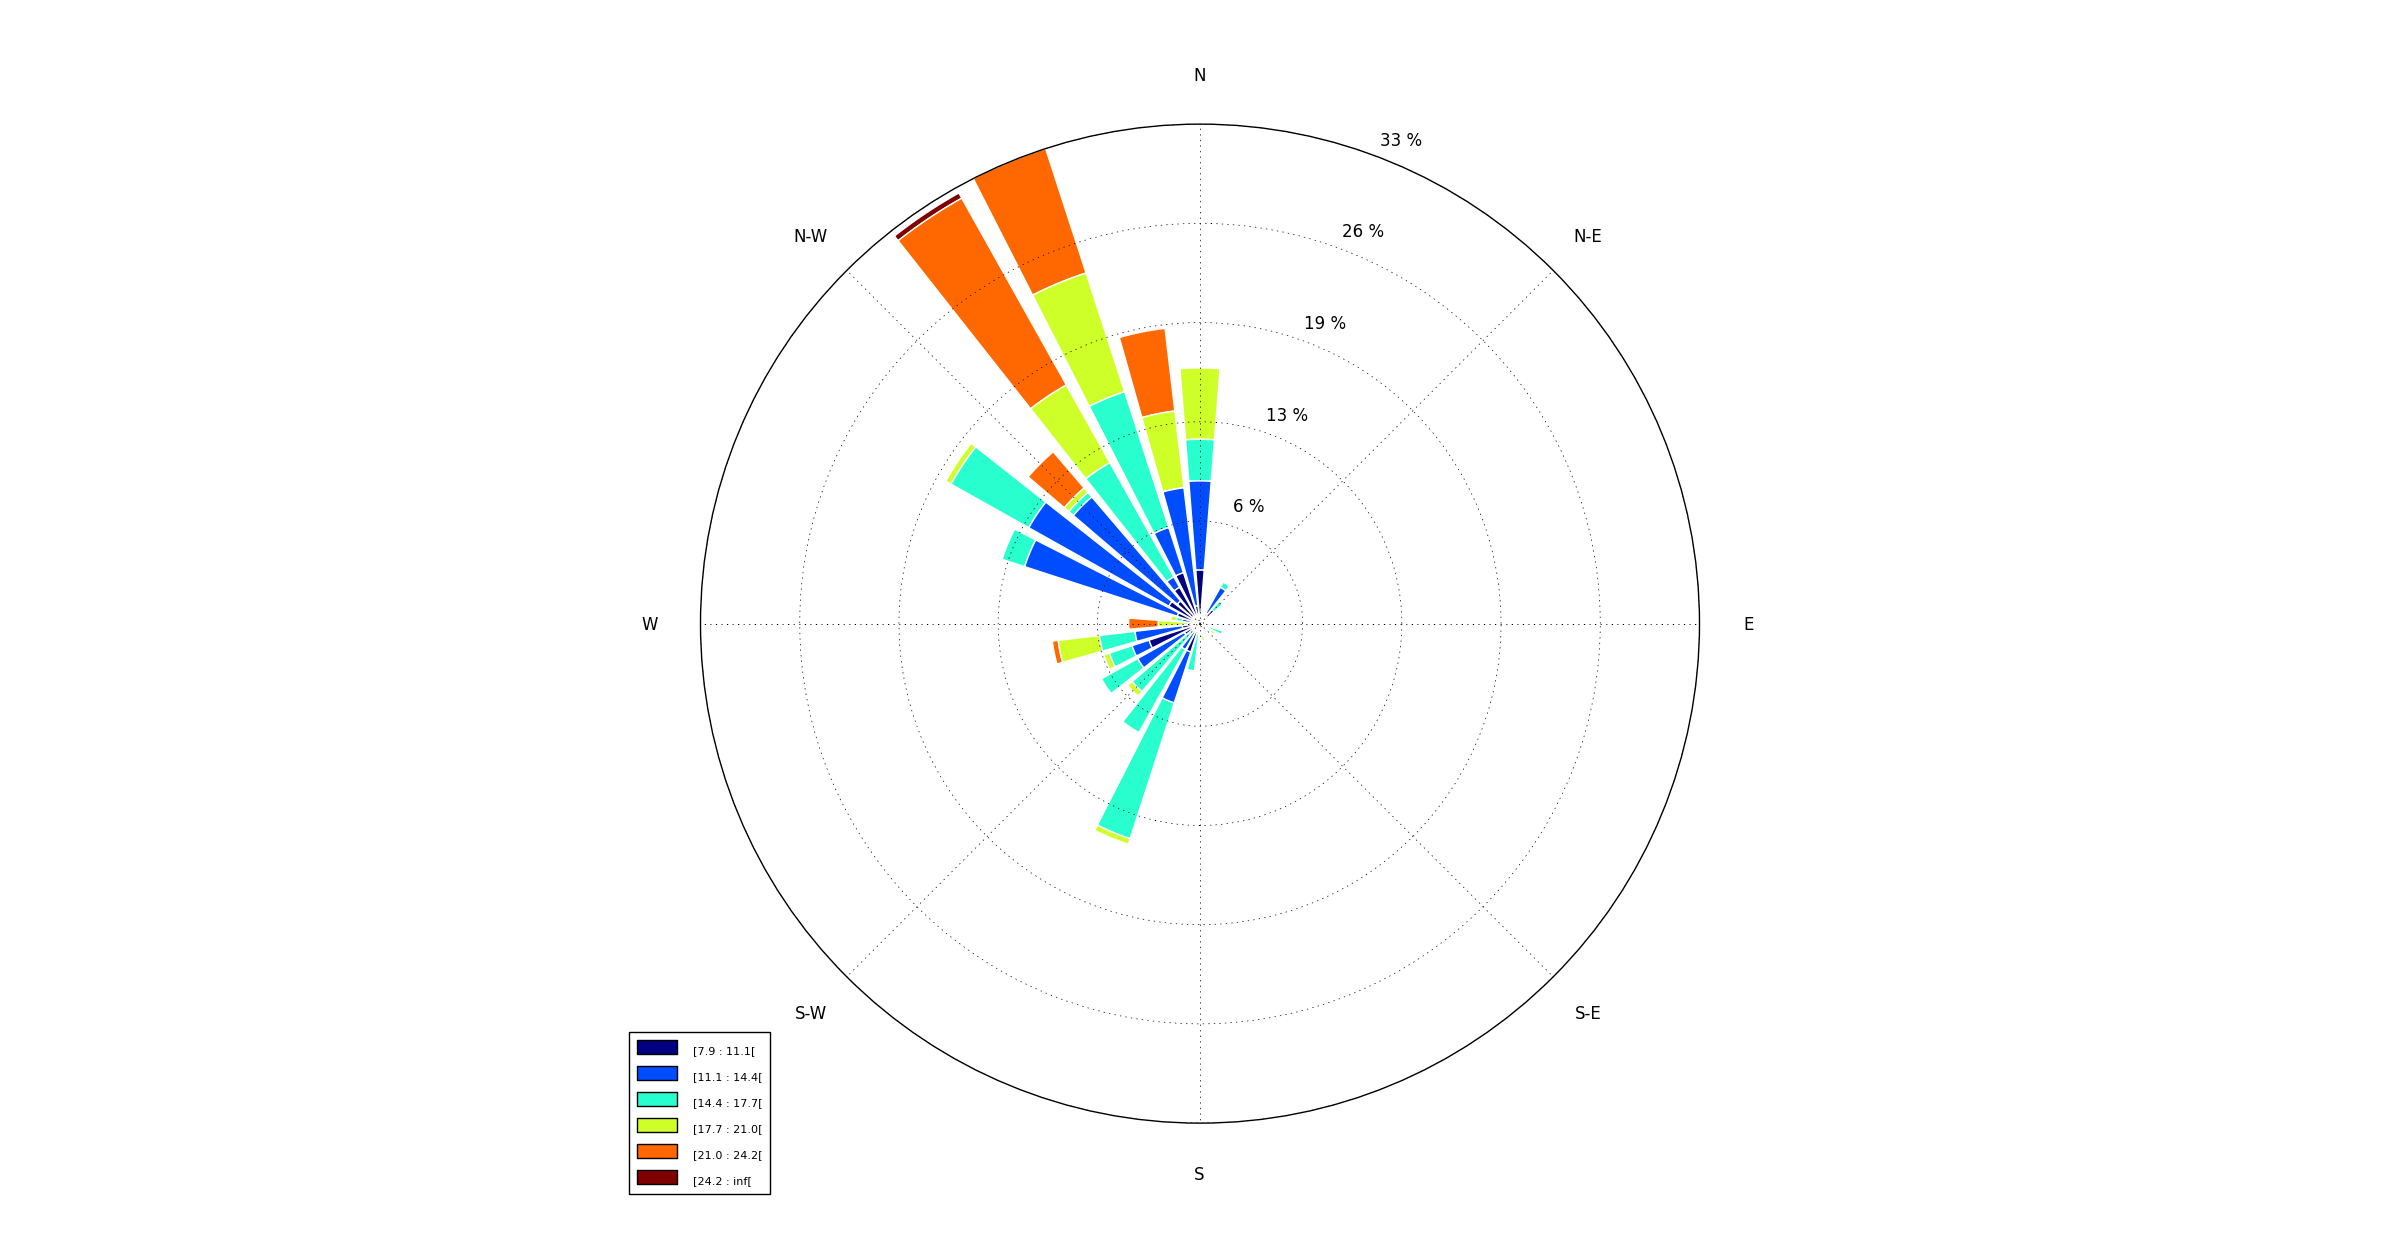 N
33 %
N-W
26 %
N-E
19 %
13 %
6 %
W
E
S-W
S-E
[7.9 : 11.1[
[11.1 : 14.4[
[14.4 : 17.7[
[17.7 : 21.0[
[21.0 : 24.2[
[24.2 : inf[
S